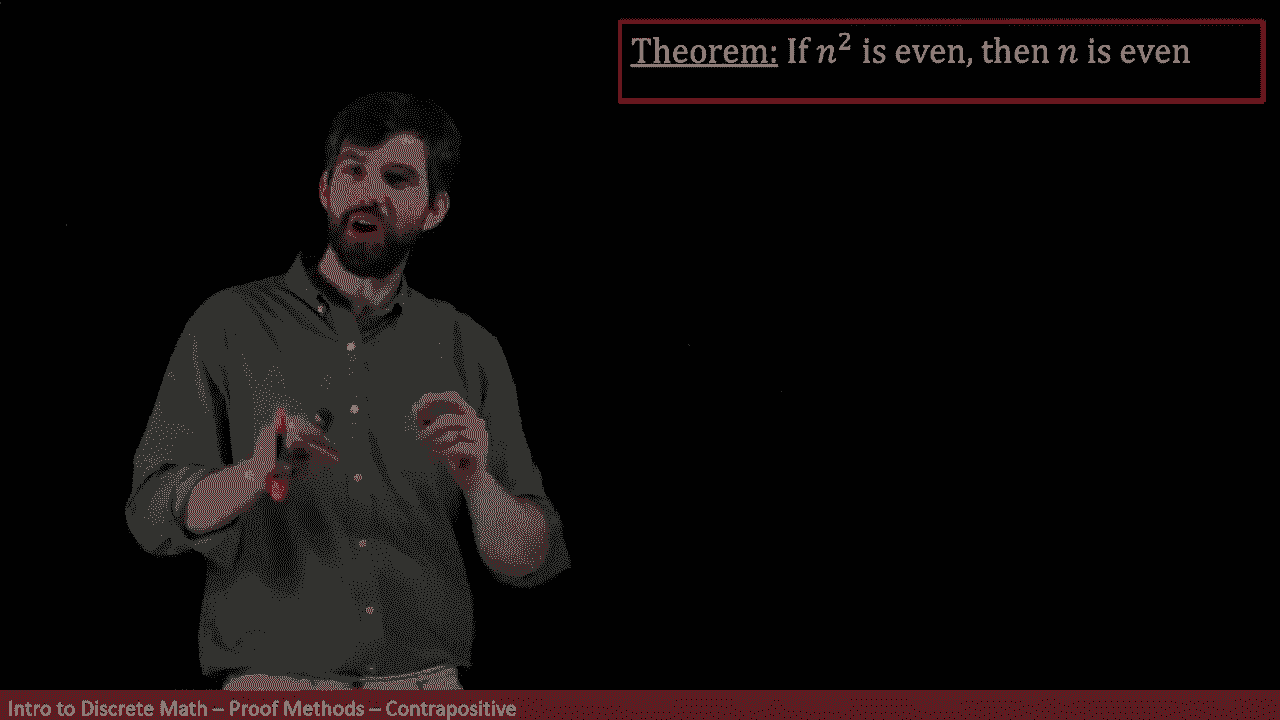 Theorem: If n² is even, then n is even
Intro to Discrete Math – Proof Methods – Contrapositive